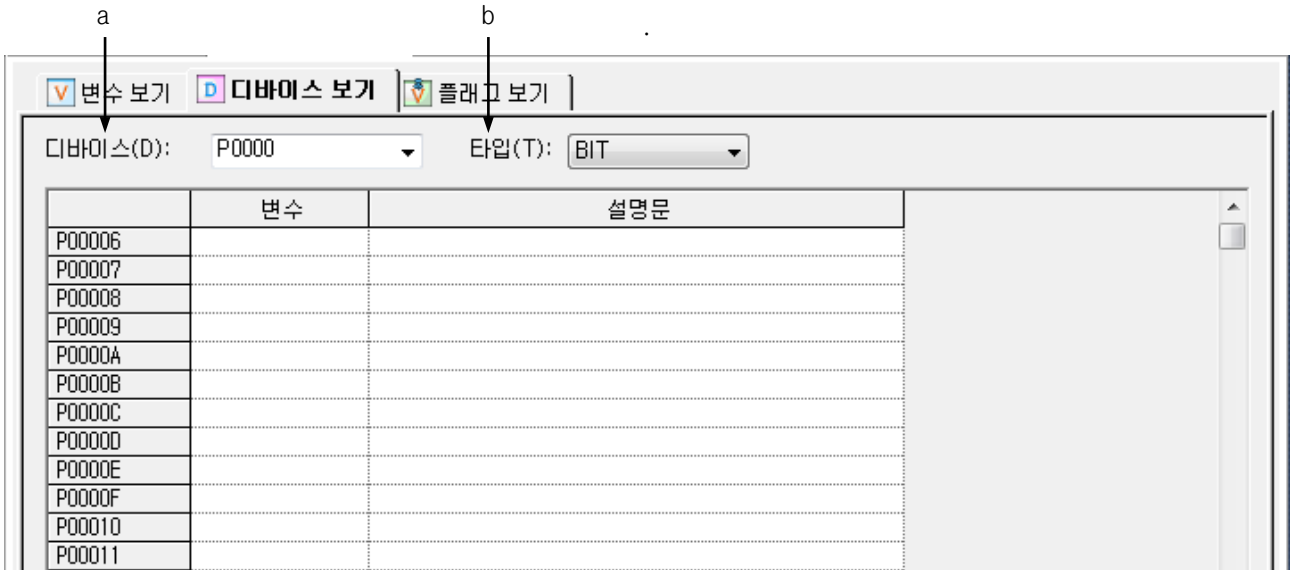 a b
.
V 변수 보기 D 디바이스 보기 V 플래그 보기
디바이스(D): P0000 타입(T): BIT
변수 설명문
P00006
P00007
P00008
P00009
P0000A
P0000B
P0000C
P0000D
P0000E
P0000F
P00010
P00011